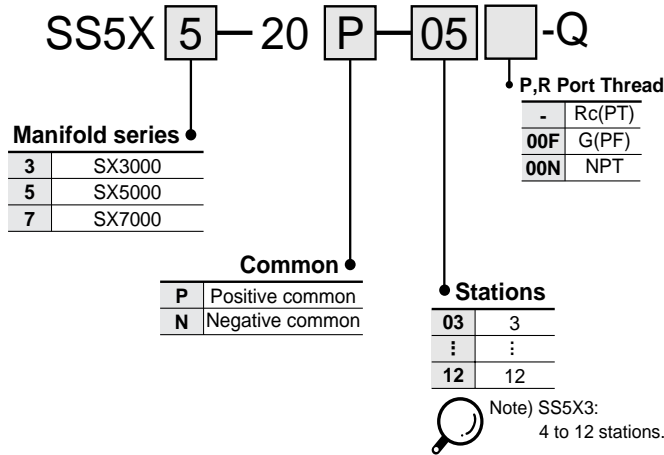 SS5X 5 — 20 P — 05 -Q
P,R Port Thread
- Rc(PT)
00F G(PF)
00N NPT
Manifold series
3 SX3000
5 SX5000
7 SX7000
Common
P Positive common
N Negative common
Stations
03 3
⋮ ⋮
12 12
Note) SS5X3:
4 to 12 stations.